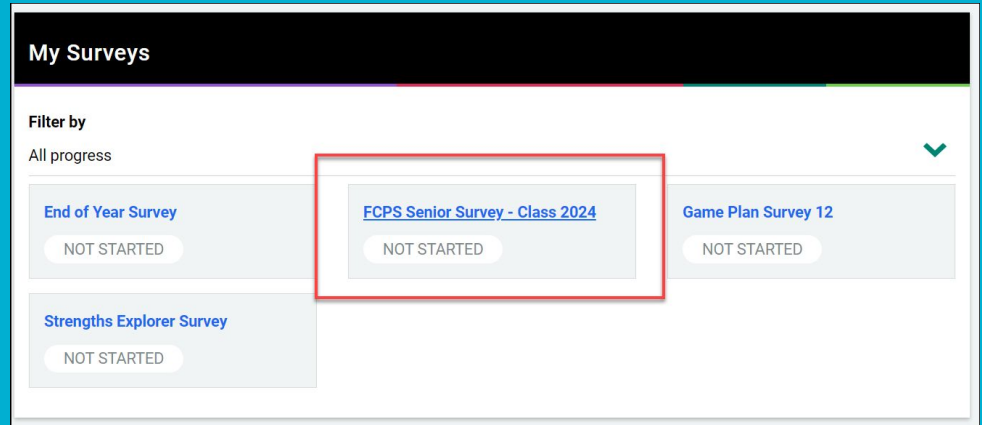 My Surveys
Filter by
All progress
End of Year Survey
NOT STARTED
FCPS Senior Survey - Class 2024
NOT STARTED
Game Plan Survey 12
NOT STARTED
Strengths Explorer Survey
NOT STARTED